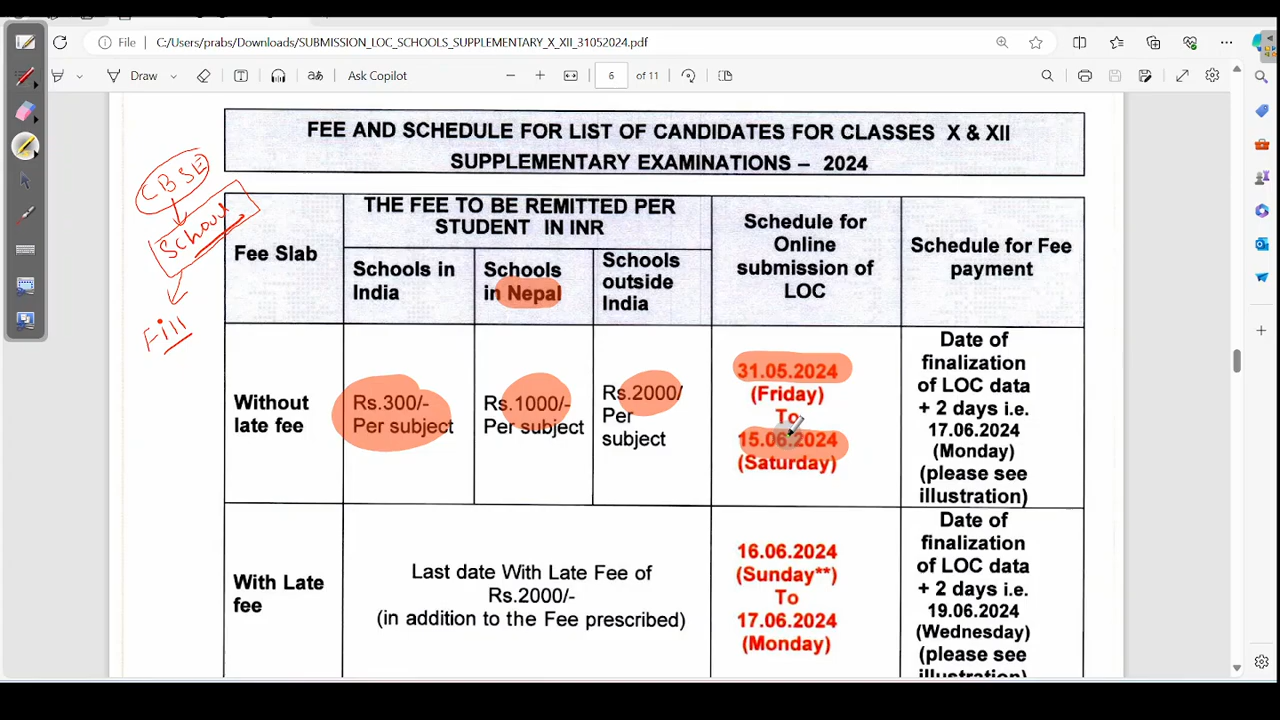 File
C:/Users/prabs/Downloads/SUBMISSION_LOC_SCHOOLS_SUPPLEMENTARY_X_XII_31052024.pdf
Draw
Ask Copilot
6 of 11
FEE AND SCHEDULE FOR LIST OF CANDIDATES FOR CLASSES X & XII
SUPPLEMENTARY EXAMINATIONS – 2024
CBSE
School
Fill
Fee Slab
THE FEE TO BE REMITTED PER
STUDENT IN INR
Schools in
India
Schools
in Nepal
Schools
outside
India
Schedule for
Online
submission of
LOC
Schedule for Fee
payment
Without
late fee
Rs.300/-
Per subject
Rs.1000/-
Per subject
Rs.2000/
Per
subject
31.05.2024
(Friday)
To
15.06.2024
(Saturday)
Date of
finalization
of LOC data
+ 2 days i.e.
17.06.2024
(Monday)
(please see
illustration)
With Late
fee
Last date With Late Fee of
Rs.2000/-
(in addition to the Fee prescribed)
16.06.2024
(Sunday**)
To
17.06.2024
(Monday)
Date of
finalization
of LOC data
+ 2 days i.e.
19.06.2024
(Wednesday)
(please see
illustration)